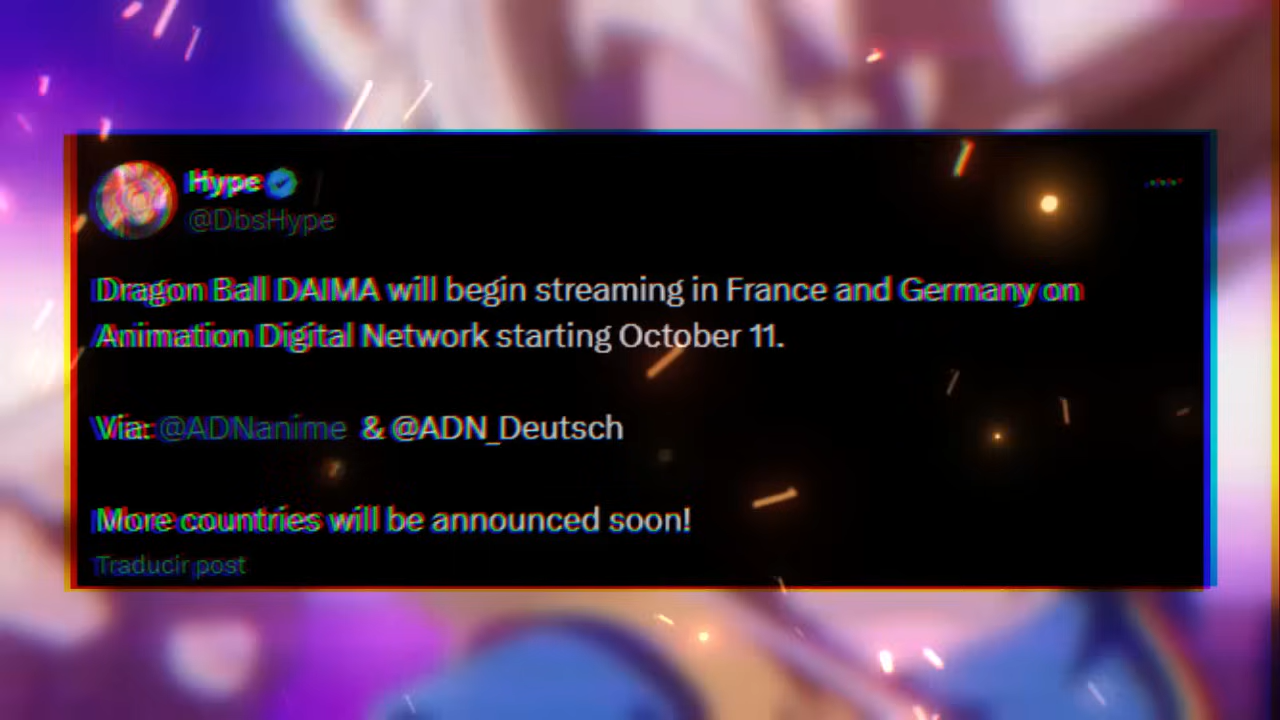 Hype
@DbsHype
Dragon Ball DAIMA will begin streaming in France and Germany on
Animation Digital Network starting October 11.
Via: @ADNanime & @ADN_Deutsch
More countries will be announced soon!
Traducir post